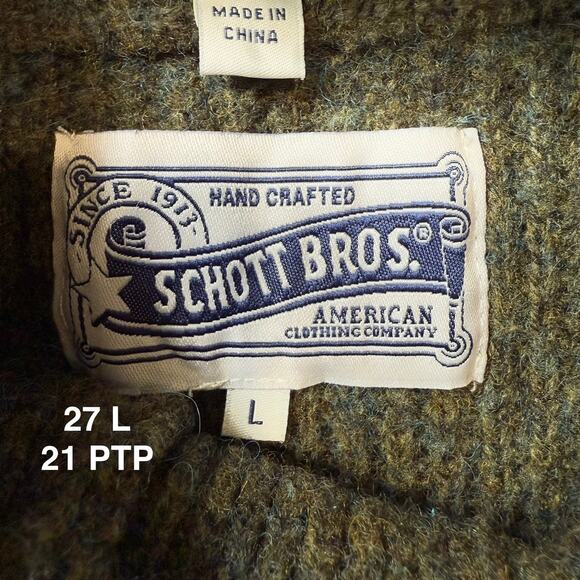 MADE IN
CHINA
SINCE 1913
HAND CRAFTED
SCHOTT BROS.®
AMERICAN
CLOTHING COMPANY
L
27 L
21 PTP